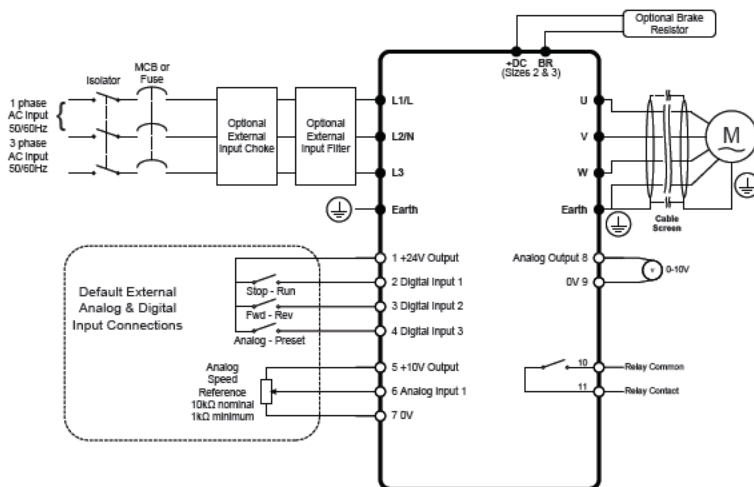 Optional Brake
Resistor
+DC BR
(Sizes 2 & 3)
MCB or
Fuse
Isolator
1 phase
AC Input
50/60Hz
3 phase
AC Input
50/60Hz
Optional
External
Input Choke
Optional
External
Input Filter
L1/L
L2/N
L3
Earth
U
V
W
Earth
M
Cable
Screen
Default External
Analog & Digital
Input Connections
Stop - Run
Fwd - Rev
Analog - Preset
1 +24V Output
2 Digital Input 1
3 Digital Input 2
4 Digital Input 3
Analog
Speed
Reference
10kΩ nominal
1kΩ minimum
5 +10V Output
6 Analog Input 1
7 0V
Analog Output 8
0V 9
V
0-10V
10
Relay Common
11
Relay Contact